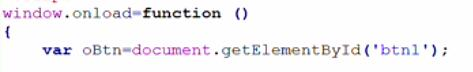 window.onload=function ()
{
    var oBtn=document.getElementById('btn1');